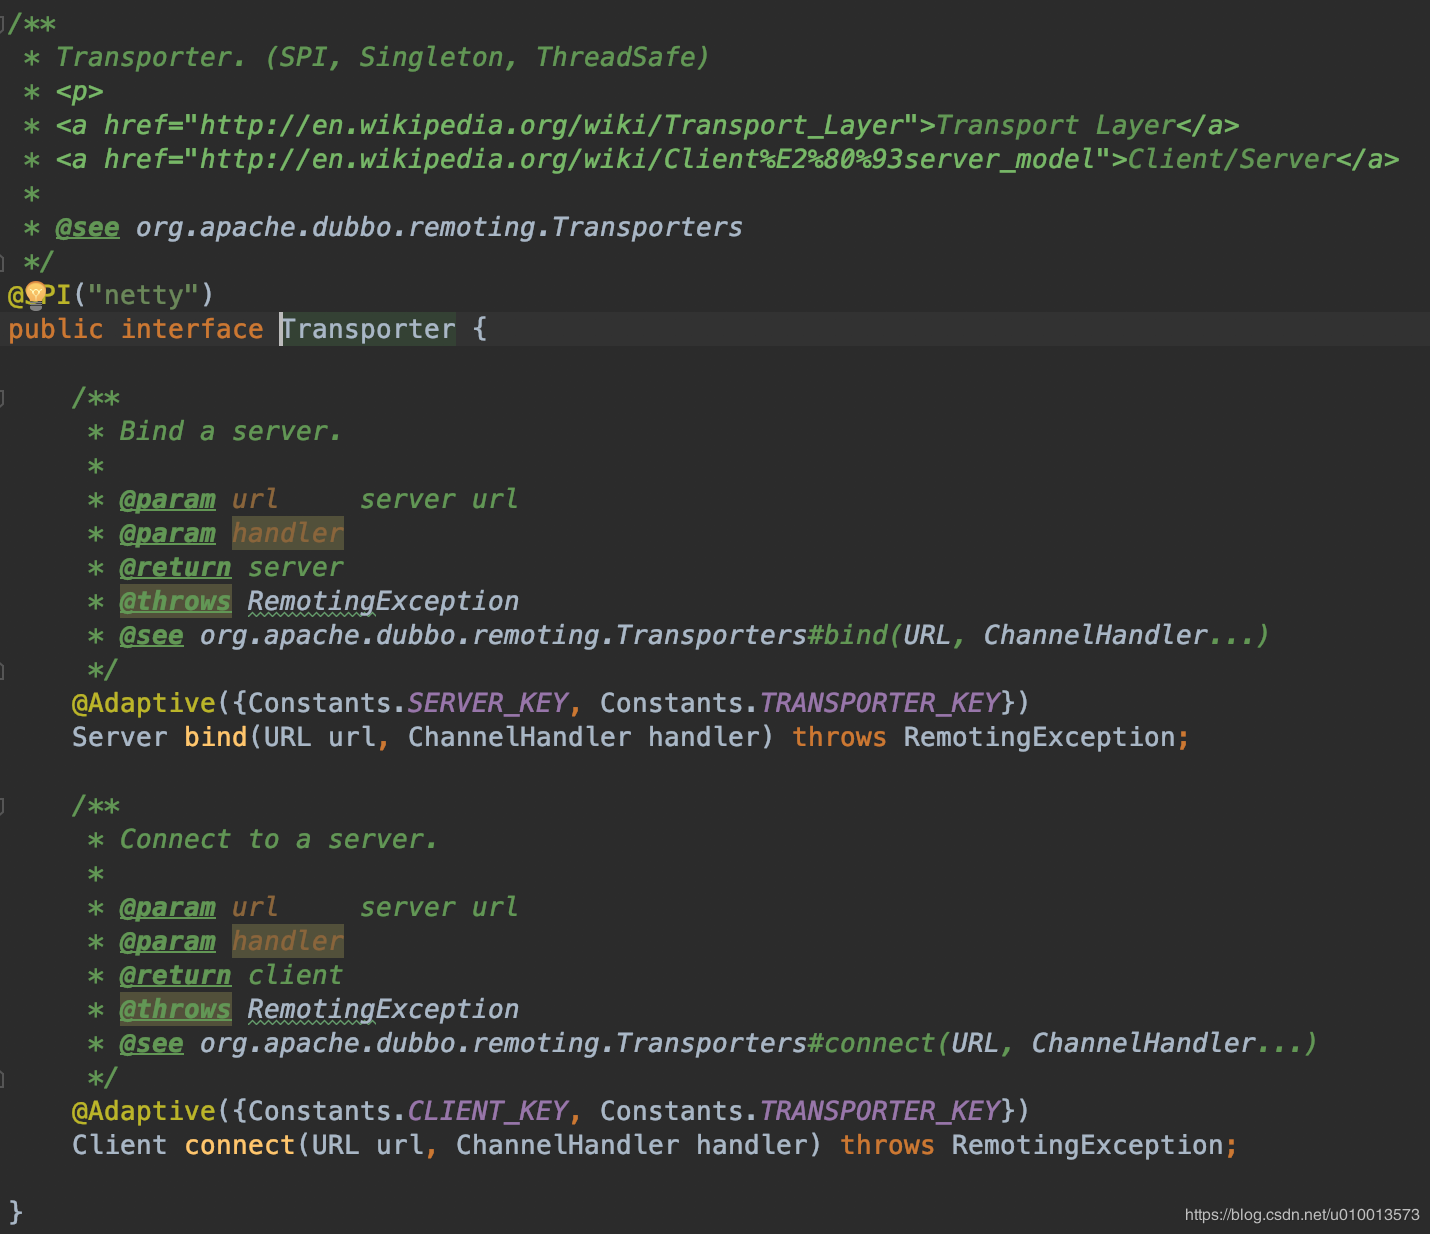 /**
 * Transporter. (SPI, Singleton, ThreadSafe)
 * <p>
 * <a href="http://en.wikipedia.org/wiki/Transport_Layer">Transport Layer</a>
 * <a href="http://en.wikipedia.org/wiki/Client%E2%80%93server_model">Client/Server</a>
 *
 * @see org.apache.dubbo.remoting.Transporters
 */
@SPI("netty")
public interface Transporter {

    /**
     * Bind a server.
     *
     * @param url     server url
     * @param handler
     * @return server
     * @throws RemotingException
     * @see org.apache.dubbo.remoting.Transporters#bind(URL, ChannelHandler...)
     */
    @Adaptive({Constants.SERVER_KEY, Constants.TRANSPORTER_KEY})
    Server bind(URL url, ChannelHandler handler) throws RemotingException;

    /**
     * Connect to a server.
     *
     * @param url     server url
     * @param handler
     * @return client
     * @throws RemotingException
     * @see org.apache.dubbo.remoting.Transporters#connect(URL, ChannelHandler...)
     */
    @Adaptive({Constants.CLIENT_KEY, Constants.TRANSPORTER_KEY})
    Client connect(URL url, ChannelHandler handler) throws RemotingException;

}
https://blog.csdn.net/u010013573